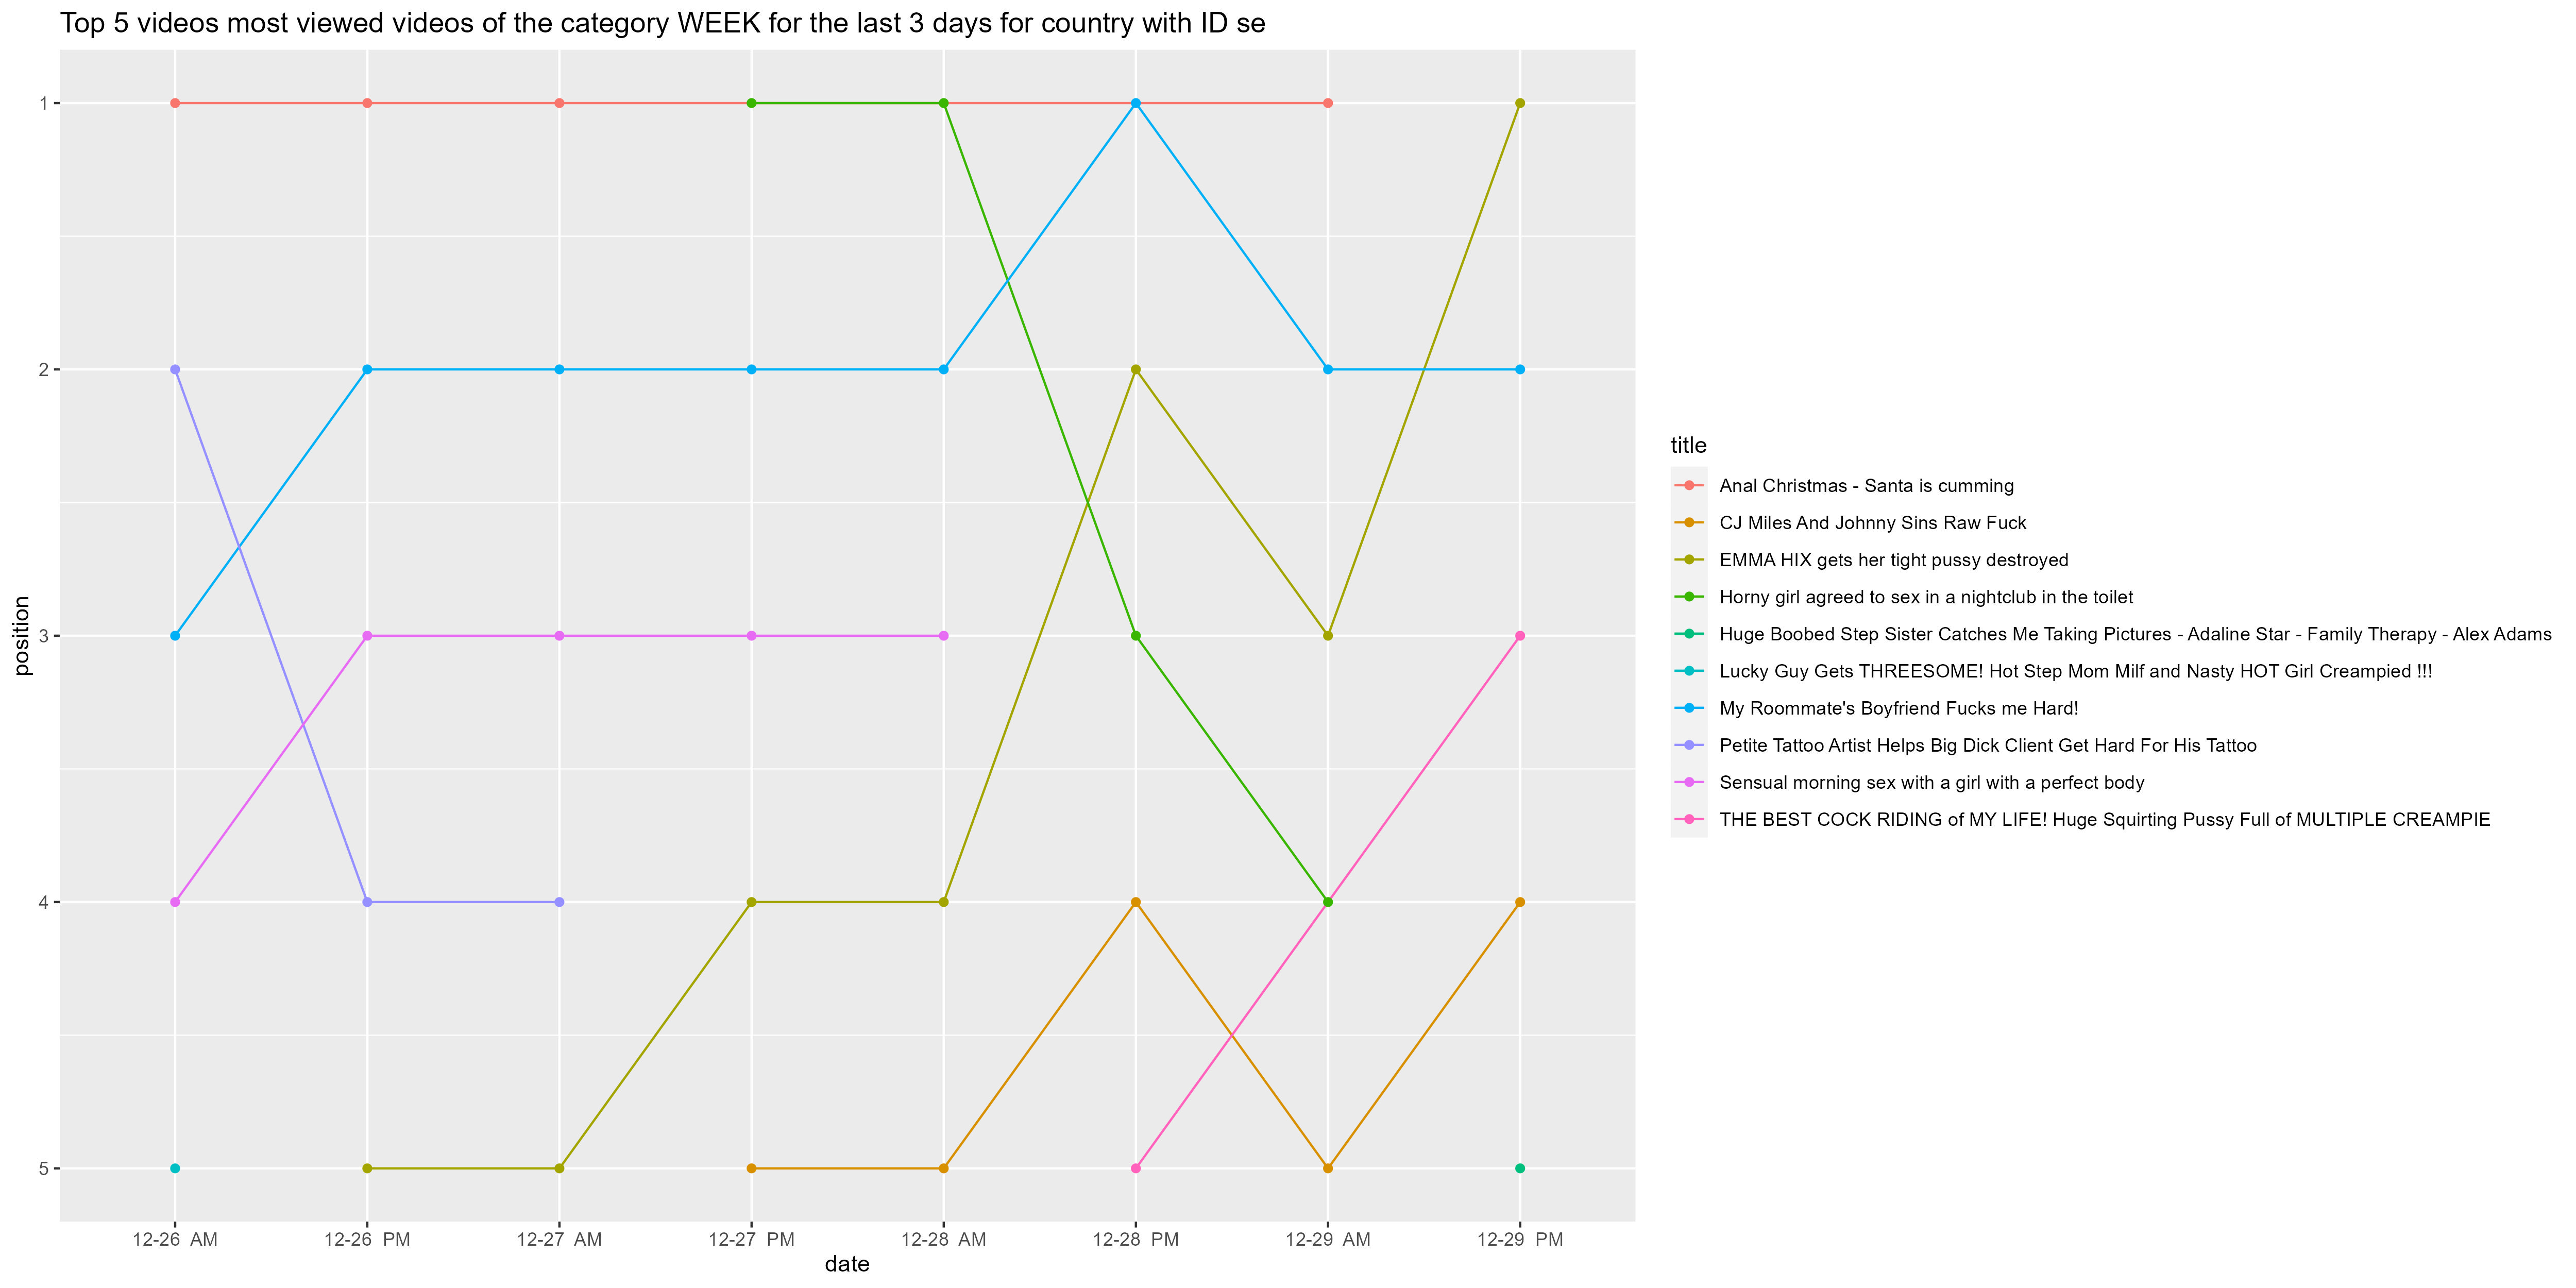 Top 5 videos most viewed videos of the category WEEK for the last 3 days for country with ID se
1
2
3
4
5
position
12-26 AM
12-26 PM
12-27 AM
12-27 PM
12-28 AM
12-28 PM
12-29 AM
12-29 PM
date
title
Anal Christmas - Santa is cumming
CJ Miles And Johnny Sins Raw Fuck
EMMA HIX gets her tight pussy destroyed
Horny girl agreed to sex in a nightclub in the toilet
Huge Boobed Step Sister Catches Me Taking Pictures - Adaline Star - Family Therapy - Alex Adams
Lucky Guy Gets THREESOME! Hot Step Mom Milf and Nasty HOT Girl Creampied !!!
My Roommate's Boyfriend Fucks me Hard!
Petite Tattoo Artist Helps Big Dick Client Get Hard For His Tattoo
Sensual morning sex with a girl with a perfect body
THE BEST COCK RIDING of MY LIFE! Huge Squirting Pussy Full of MULTIPLE CREAMPIE